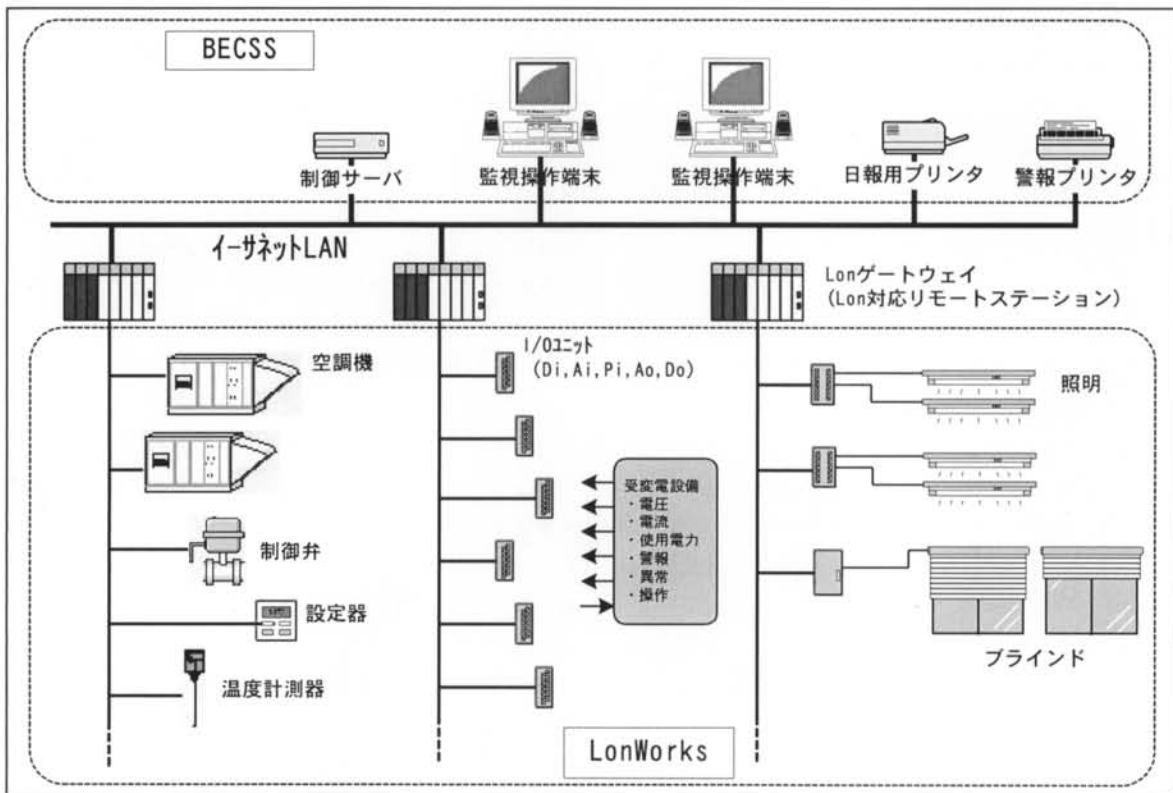 BECSS
制御サーバ
監視操作端末
監視操作端末
日報用プリンタ
警報プリンタ
イーサネットLAN
Lonゲートウェイ
(Lon対応リモートステーション)
空調機
I/Oユニット
(Di,Ai,Pi,Ao,Do)
照明
受変電設備
・電圧
・電流
・使用電力
・警報
・異常
・操作
制御弁
設定器
温度計測器
ブラインド
LonWorks